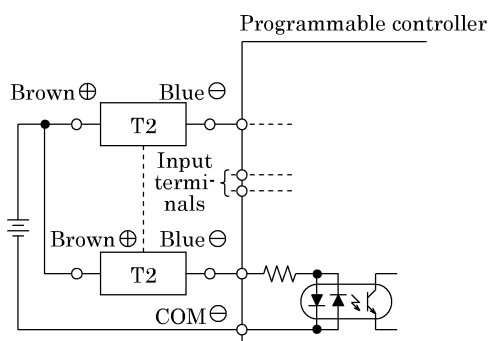 Programmable controller
Brown ⊕
Blue ⊖
T2
Input
termi-
nals
Brown ⊕
Blue ⊖
T2
COM ⊖